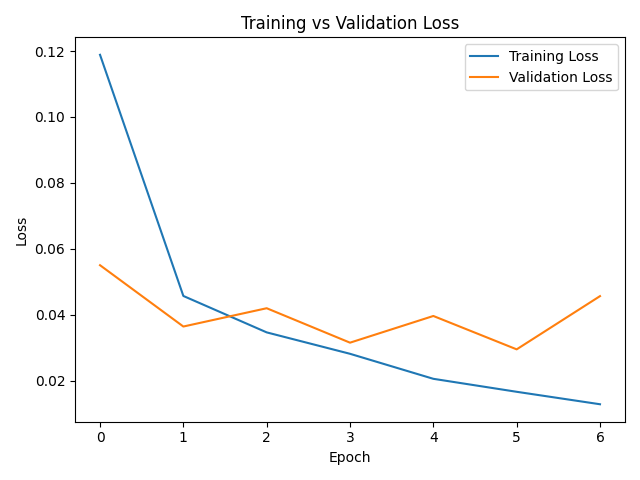 Training vs Validation Loss
Training Loss
Validation Loss
0.12
0.10
0.08
0.06
0.04
0.02
Loss
0 1 2 3 4 5 6
Epoch